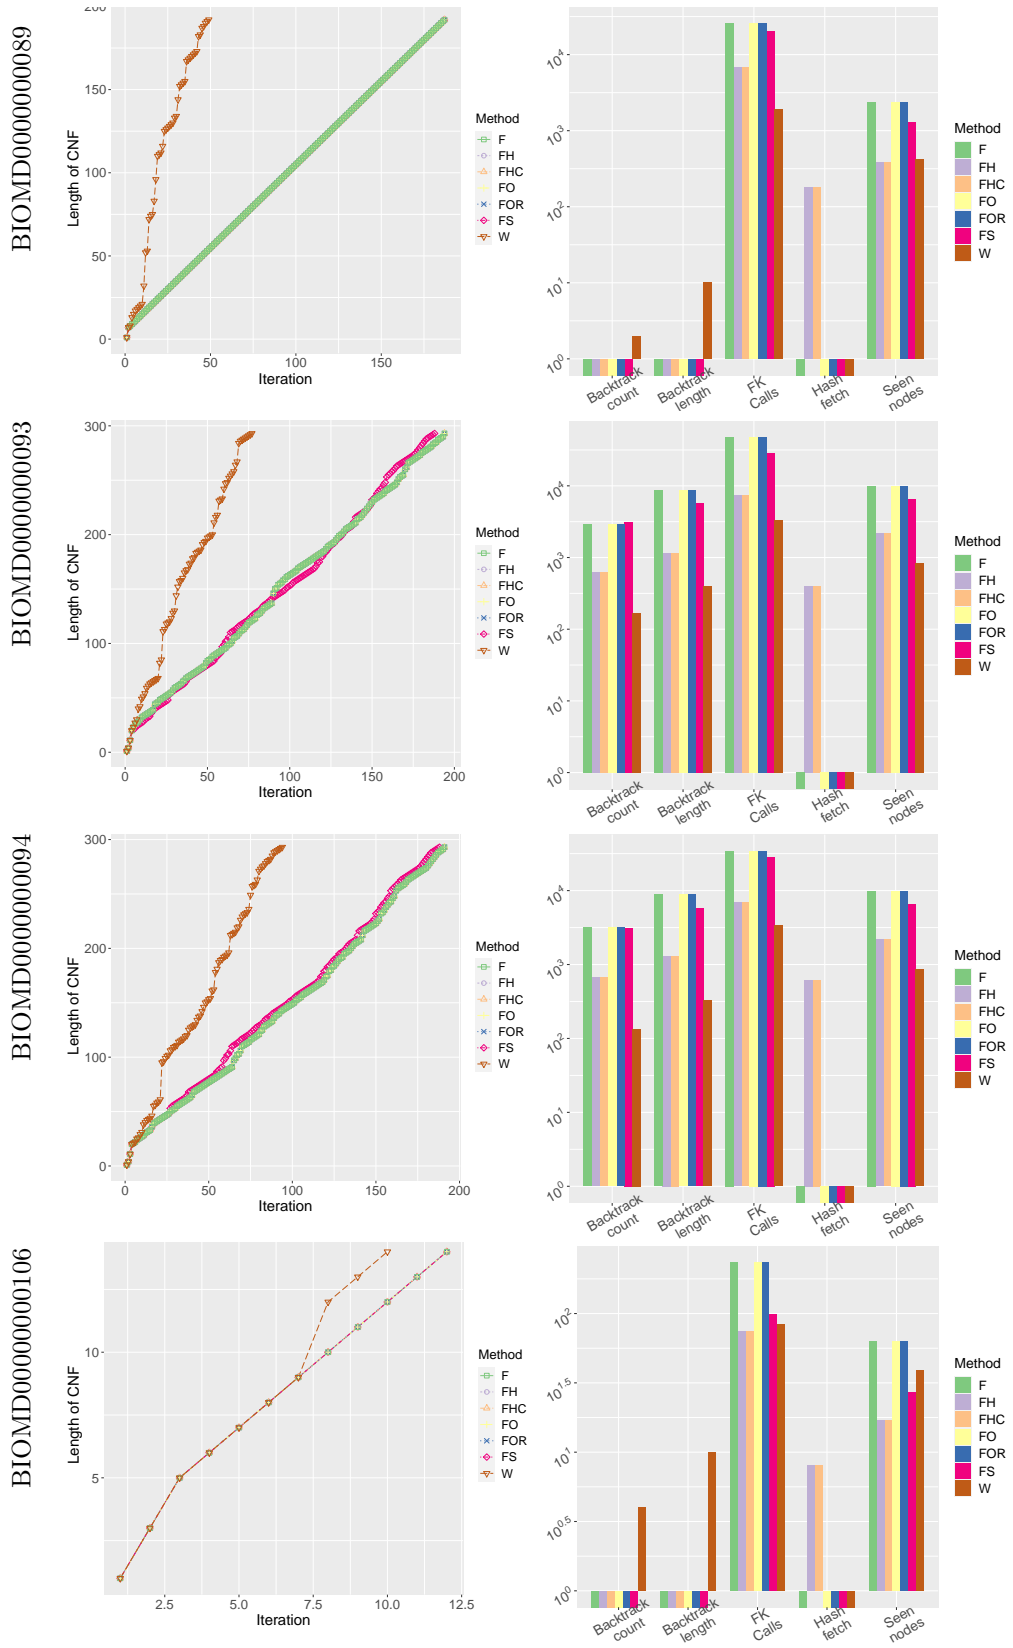 BIOMD0000000089
Length of CNF
200
150
100
50
0
0
50
100
150
Iteration
Method
F
FH
FHC
FO
FOR
FS
W
10^4
10^3
10^2
10^1
10^0
Backtrack count
Backtrack length
FK Calls
Hash fetch
Seen nodes
Method
F
FH
FHC
FO
FOR
FS
W
BIOMD0000000093
Length of CNF
300
200
100
0
0
50
100
150
200
Iteration
Method
F
FH
FHC
FO
FOR
FS
W
10^4
10^3
10^2
10^1
10^0
Backtrack count
Backtrack length
FK Calls
Hash fetch
Seen nodes
Method
F
FH
FHC
FO
FOR
FS
W
BIOMD0000000094
Length of CNF
300
200
100
0
0
50
100
150
200
Iteration
Method
F
FH
FHC
FO
FOR
FS
W
10^4
10^3
10^2
10^1
10^0
Backtrack count
Backtrack length
FK Calls
Hash fetch
Seen nodes
Method
F
FH
FHC
FO
FOR
FS
W
BIOMD0000000106
Length of CNF
10
5
2.5
5.0
7.5
10.0
12.5
Iteration
Method
F
FH
FHC
FO
FOR
FS
W
10^2
10^1.5
10^1
10^0.5
10^0
Backtrack count
Backtrack length
FK Calls
Hash fetch
Seen nodes
Method
F
FH
FHC
FO
FOR
FS
W